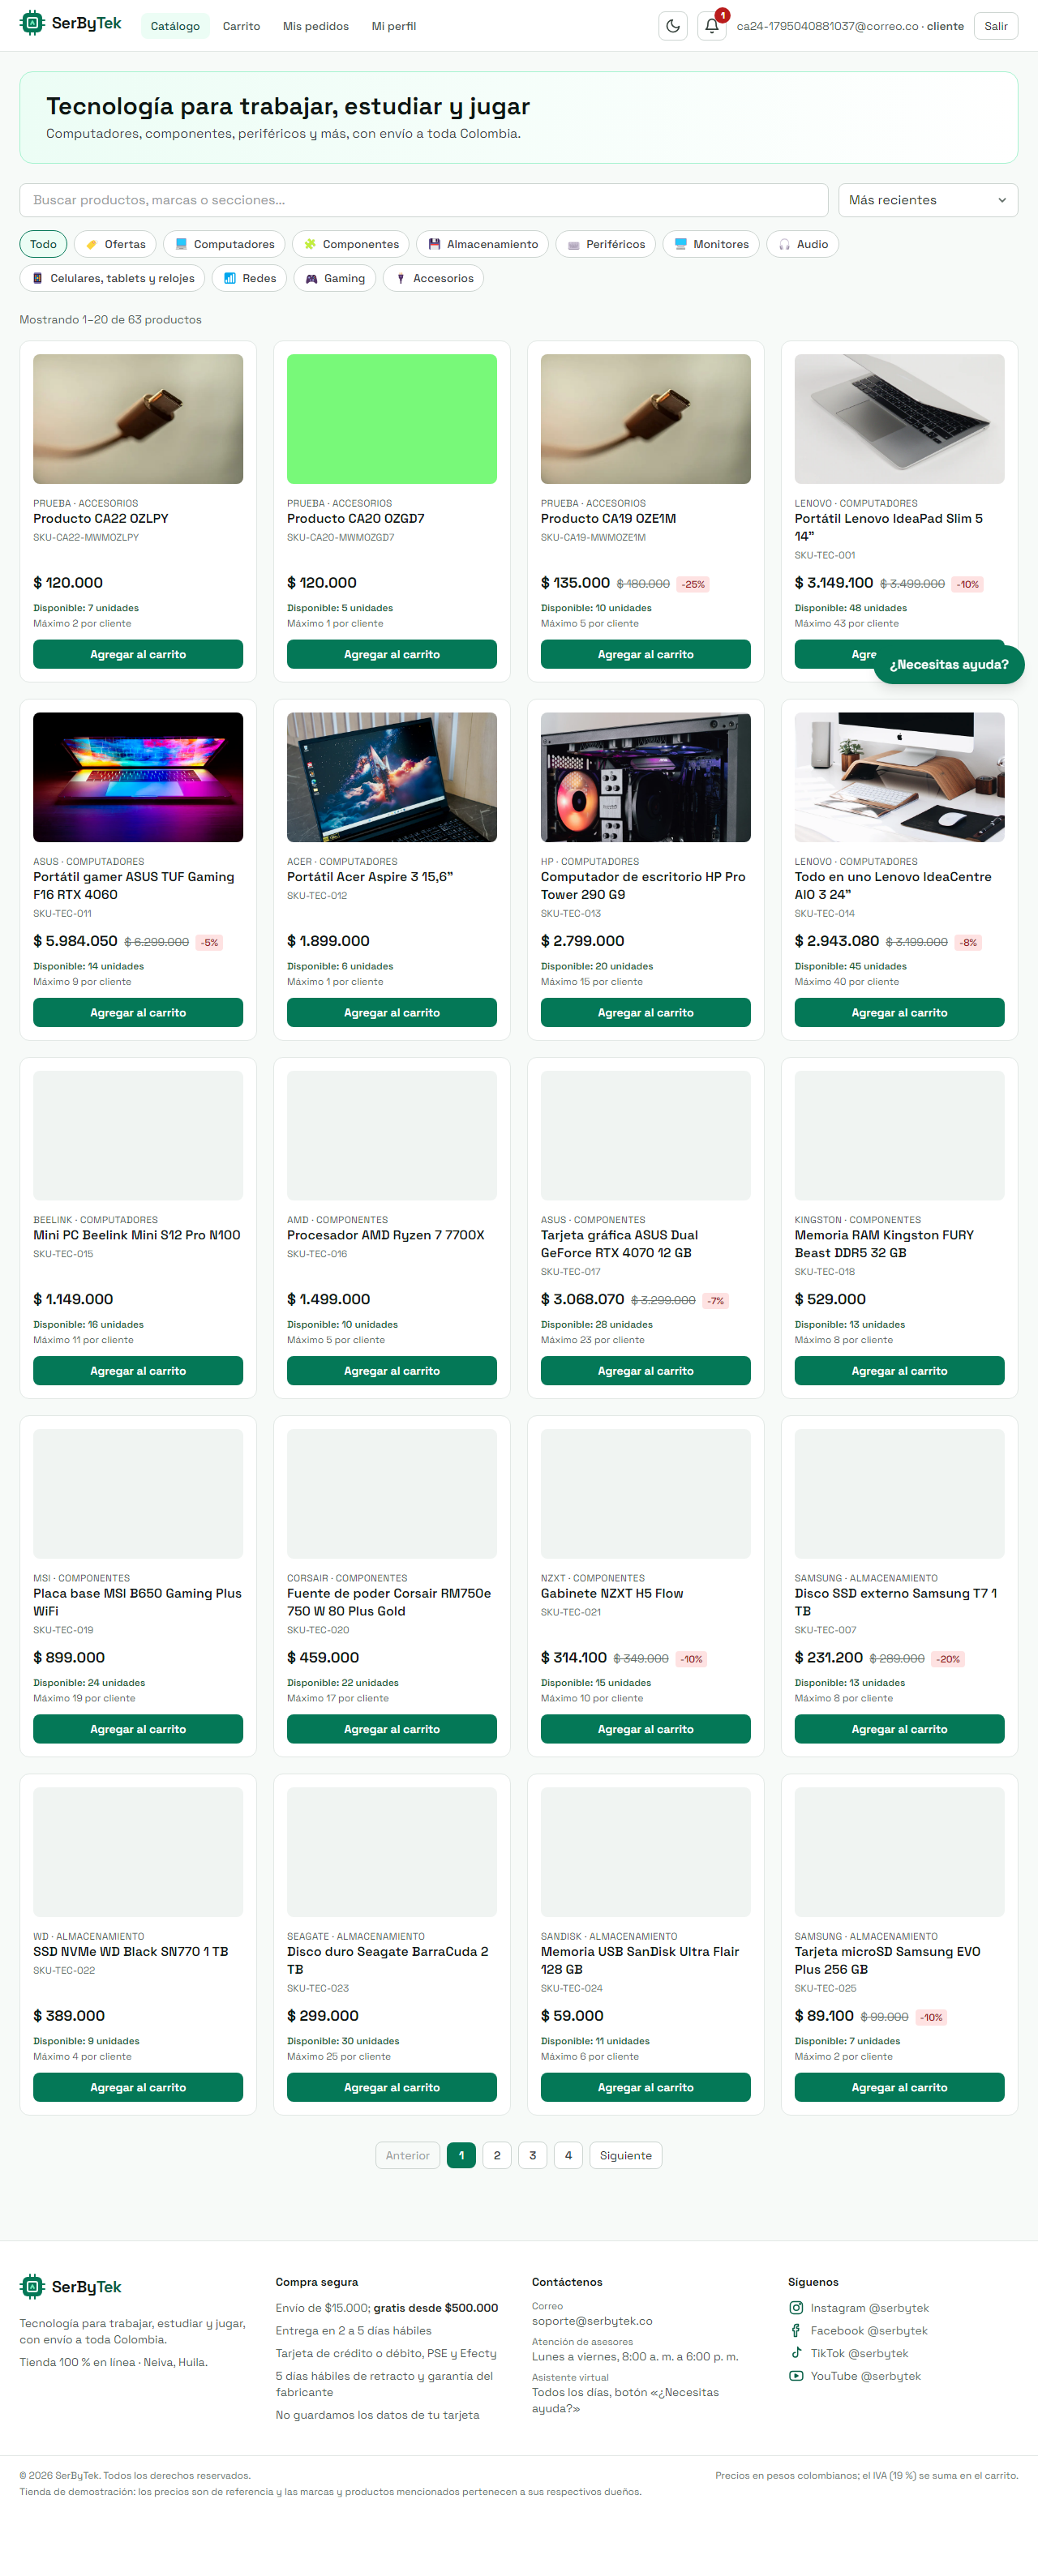 SerByTek
Catálogo
Carrito
Mis pedidos
Mi perfil
1
ca24-1795040881037@correo.co · cliente
Salir
Tecnología para trabajar, estudiar y jugar
Computadores, componentes, periféricos y más, con envío a toda Colombia.
Buscar productos, marcas o secciones...
Más recientes
Todo
Ofertas
Computadores
Componentes
Almacenamiento
Periféricos
Monitores
Audio
Celulares, tablets y relojes
Redes
Gaming
Accesorios
Mostrando 1–20 de 63 productos
PRUEBA · ACCESORIOS
Producto CA22 OZLPY
SKU-CA22-MWMOZLPY
$ 120.000
Disponible: 7 unidades
Máximo 2 por cliente
Agregar al carrito
PRUEBA · ACCESORIOS
Producto CA20 OZGD7
SKU-CA20-MWMOZGD7
$ 120.000
Disponible: 5 unidades
Máximo 1 por cliente
Agregar al carrito
PRUEBA · ACCESORIOS
Producto CA19 OZE1M
SKU-CA19-MWMOZE1M
$ 135.000 $ 180.000 -25%
Disponible: 10 unidades
Máximo 5 por cliente
Agregar al carrito
LENOVO · COMPUTADORES
Portátil Lenovo IdeaPad Slim 5
14"
SKU-TEC-001
$ 3.149.100 $ 3.499.000 -10%
Disponible: 48 unidades
Máximo 43 por cliente
Agre
¿Necesitas ayuda?
ASUS · COMPUTADORES
Portátil gamer ASUS TUF Gaming
F16 RTX 4060
SKU-TEC-011
$ 5.984.050 $ 6.299.000 -5%
Disponible: 14 unidades
Máximo 9 por cliente
Agregar al carrito
ACER · COMPUTADORES
Portátil Acer Aspire 3 15,6"
SKU-TEC-012
$ 1.899.000
Disponible: 6 unidades
Máximo 1 por cliente
Agregar al carrito
HP · COMPUTADORES
Computador de escritorio HP Pro
Tower 290 G9
SKU-TEC-013
$ 2.799.000
Disponible: 20 unidades
Máximo 15 por cliente
Agregar al carrito
LENOVO · COMPUTADORES
Todo en uno Lenovo IdeaCentre
AIO 3 24"
SKU-TEC-014
$ 2.943.080 $ 3.199.000 -8%
Disponible: 45 unidades
Máximo 40 por cliente
Agregar al carrito
BEELINK · COMPUTADORES
Mini PC Beelink Mini S12 Pro N100
SKU-TEC-015
$ 1.149.000
Disponible: 16 unidades
Máximo 11 por cliente
Agregar al carrito
AMD · COMPONENTES
Procesador AMD Ryzen 7 7700X
SKU-TEC-016
$ 1.499.000
Disponible: 10 unidades
Máximo 5 por cliente
Agregar al carrito
ASUS · COMPONENTES
Tarjeta gráfica ASUS Dual
GeForce RTX 4070 12 GB
SKU-TEC-017
$ 3.068.070 $ 3.299.000 -7%
Disponible: 28 unidades
Máximo 23 por cliente
Agregar al carrito
KINGSTON · COMPONENTES
Memoria RAM Kingston FURY
Beast DDR5 32 GB
SKU-TEC-018
$ 529.000
Disponible: 13 unidades
Máximo 8 por cliente
Agregar al carrito
MSI · COMPONENTES
Placa base MSI B650 Gaming Plus
WiFi
SKU-TEC-019
$ 899.000
Disponible: 24 unidades
Máximo 19 por cliente
Agregar al carrito
CORSAIR · COMPONENTES
Fuente de poder Corsair RM750e
750 W 80 Plus Gold
SKU-TEC-020
$ 459.000
Disponible: 22 unidades
Máximo 17 por cliente
Agregar al carrito
NZXT · COMPONENTES
Gabinete NZXT H5 Flow
SKU-TEC-021
$ 314.100 $ 349.000 -10%
Disponible: 15 unidades
Máximo 10 por cliente
Agregar al carrito
SAMSUNG · ALMACENAMIENTO
Disco SSD externo Samsung T7 1
TB
SKU-TEC-007
$ 231.200 $ 289.000 -20%
Disponible: 13 unidades
Máximo 8 por cliente
Agregar al carrito
WD · ALMACENAMIENTO
SSD NVMe WD Black SN770 1 TB
SKU-TEC-022
$ 389.000
Disponible: 9 unidades
Máximo 4 por cliente
Agregar al carrito
SEAGATE · ALMACENAMIENTO
Disco duro Seagate BarraCuda 2
TB
SKU-TEC-023
$ 299.000
Disponible: 30 unidades
Máximo 25 por cliente
Agregar al carrito
SANDISK · ALMACENAMIENTO
Memoria USB SanDisk Ultra Flair
128 GB
SKU-TEC-024
$ 59.000
Disponible: 11 unidades
Máximo 6 por cliente
Agregar al carrito
SAMSUNG · ALMACENAMIENTO
Tarjeta microSD Samsung EVO
Plus 256 GB
SKU-TEC-025
$ 89.100 $ 99.000 -10%
Disponible: 7 unidades
Máximo 2 por cliente
Agregar al carrito
Anterior 1 2 3 4 Siguiente
SerByTek
Tecnología para trabajar, estudiar y jugar,
con envío a toda Colombia.
Tienda 100 % en línea · Neiva, Huila.
Compra segura
Envío de $15.000; gratis desde $500.000
Entrega en 2 a 5 días hábiles
Tarjeta de crédito o débito, PSE y Efecty
5 días hábiles de retracto y garantía del
fabricante
No guardamos los datos de tu tarjeta
Contáctenos
Correo
soporte@serbytek.co
Atención de asesores
Lunes a viernes, 8:00 a. m. a 6:00 p. m.
Asistente virtual
Todos los días, botón «¿Necesitas
ayuda?»
Síguenos
Instagram @serbytek
Facebook @serbytek
TikTok @serbytek
YouTube @serbytek
© 2026 SerByTek. Todos los derechos reservados.
Precios en pesos colombianos; el IVA (19 %) se suma en el carrito.
Tienda de demostración: los precios son de referencia y las marcas y productos mencionados pertenecen a sus respectivos dueños.